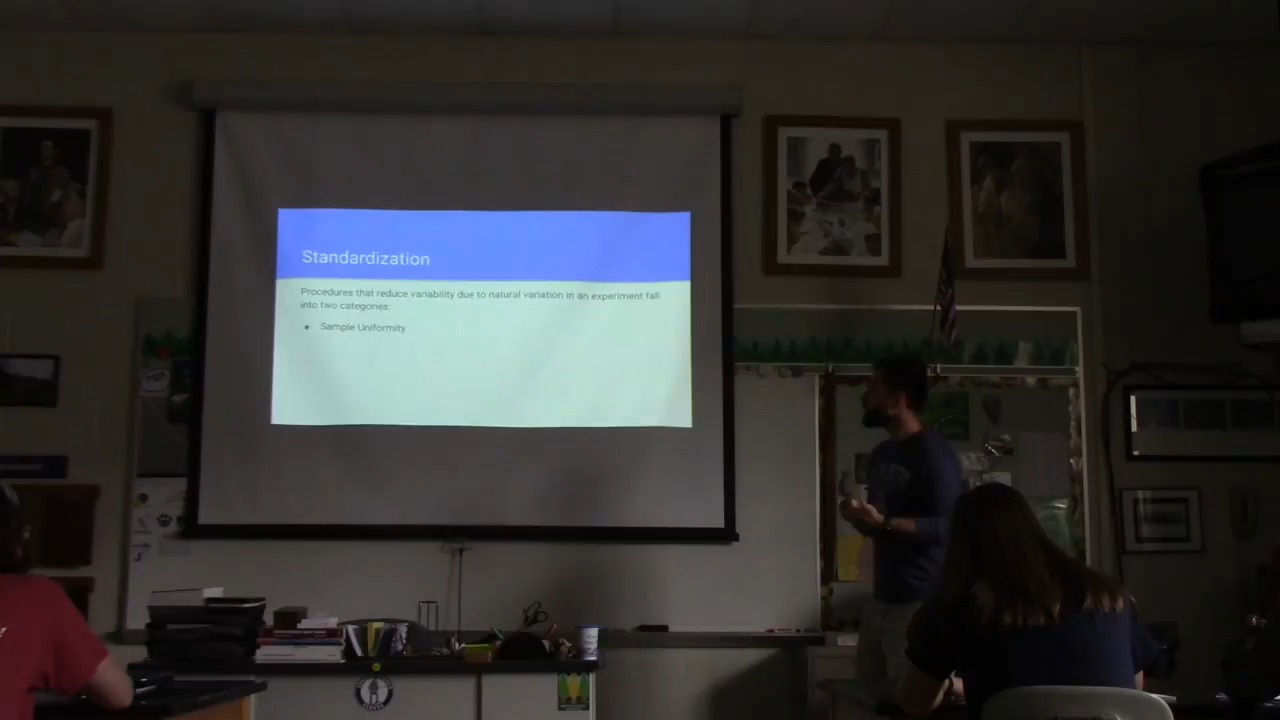 Standardization
Procedures that reduce variability due to natural variation in an experiment fall
into two categories:
● Sample Uniformity